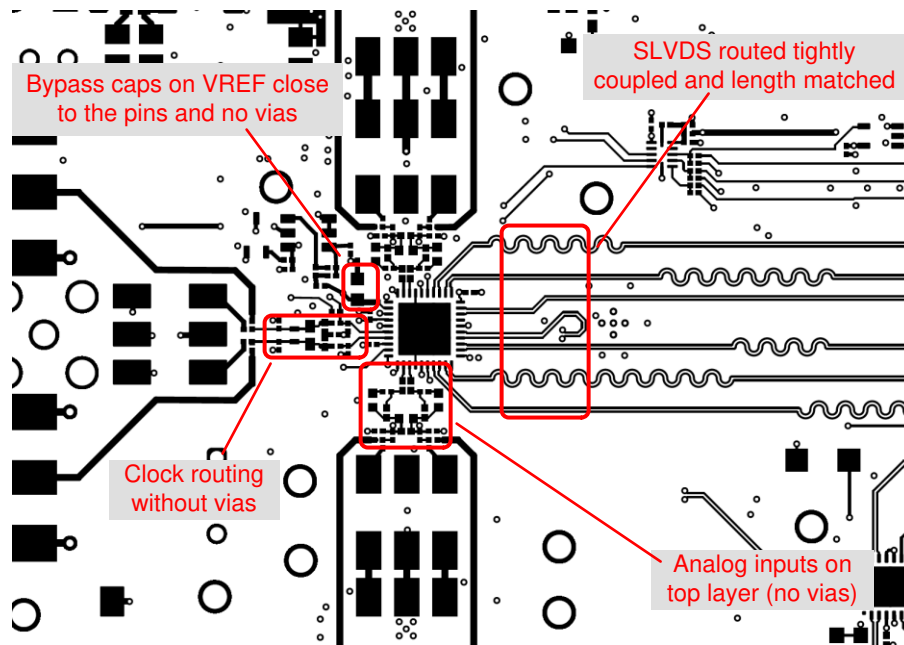 Bypass caps on VREF close
to the pins and no vias
SLVDS routed tightly
coupled and length matched
Clock routing
without vias
Analog inputs on
top layer (no vias)